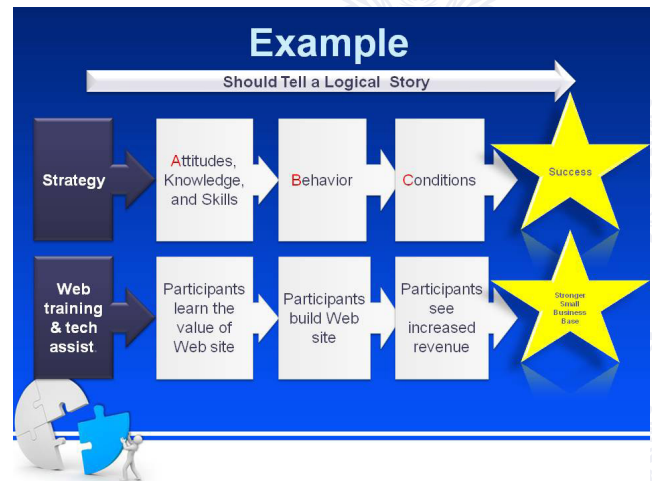 Example
Should Tell a Logical Story
Strategy
Attitudes,
Knowledge,
and Skills
Behavior
Conditions
Success
Web
training
& tech
assist.
Participants
learn the
value of
Web site
Participants
build Web
site
Participants
see
increased
revenue
Stronger
Small
Business
Base